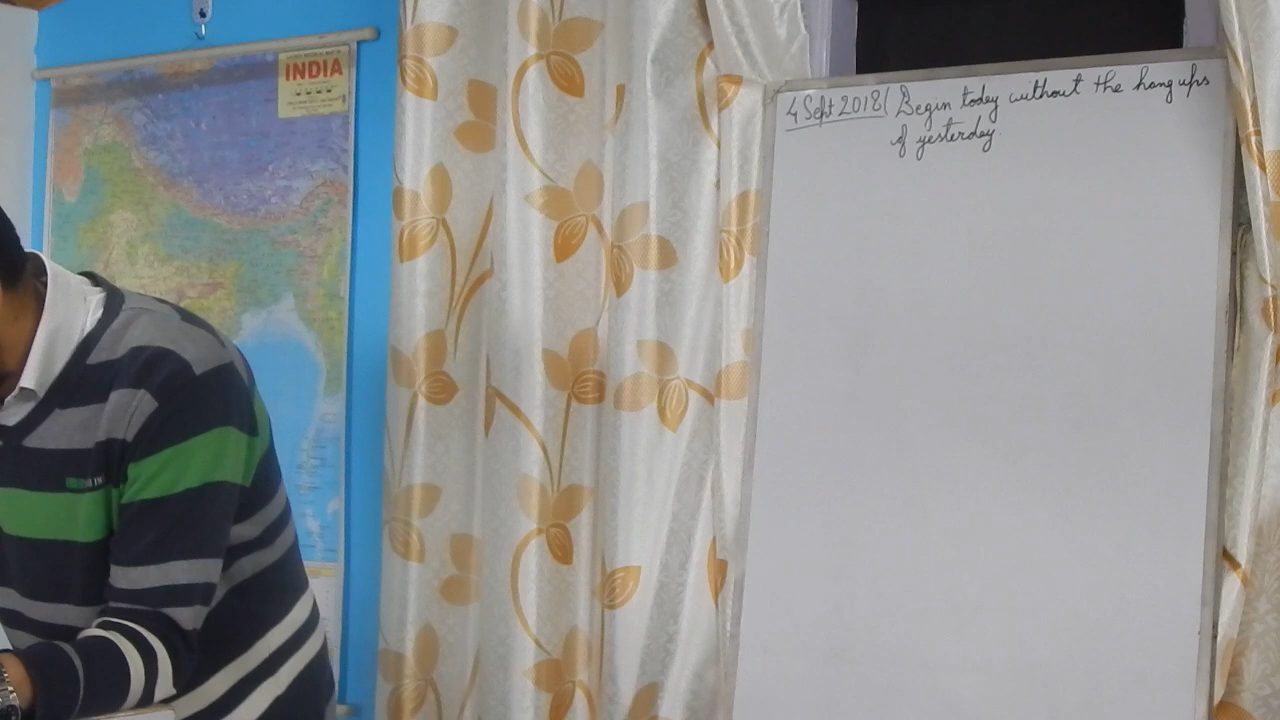 INDIA
4 Sept 2018( Begin today without the hang ups
of yesterday.